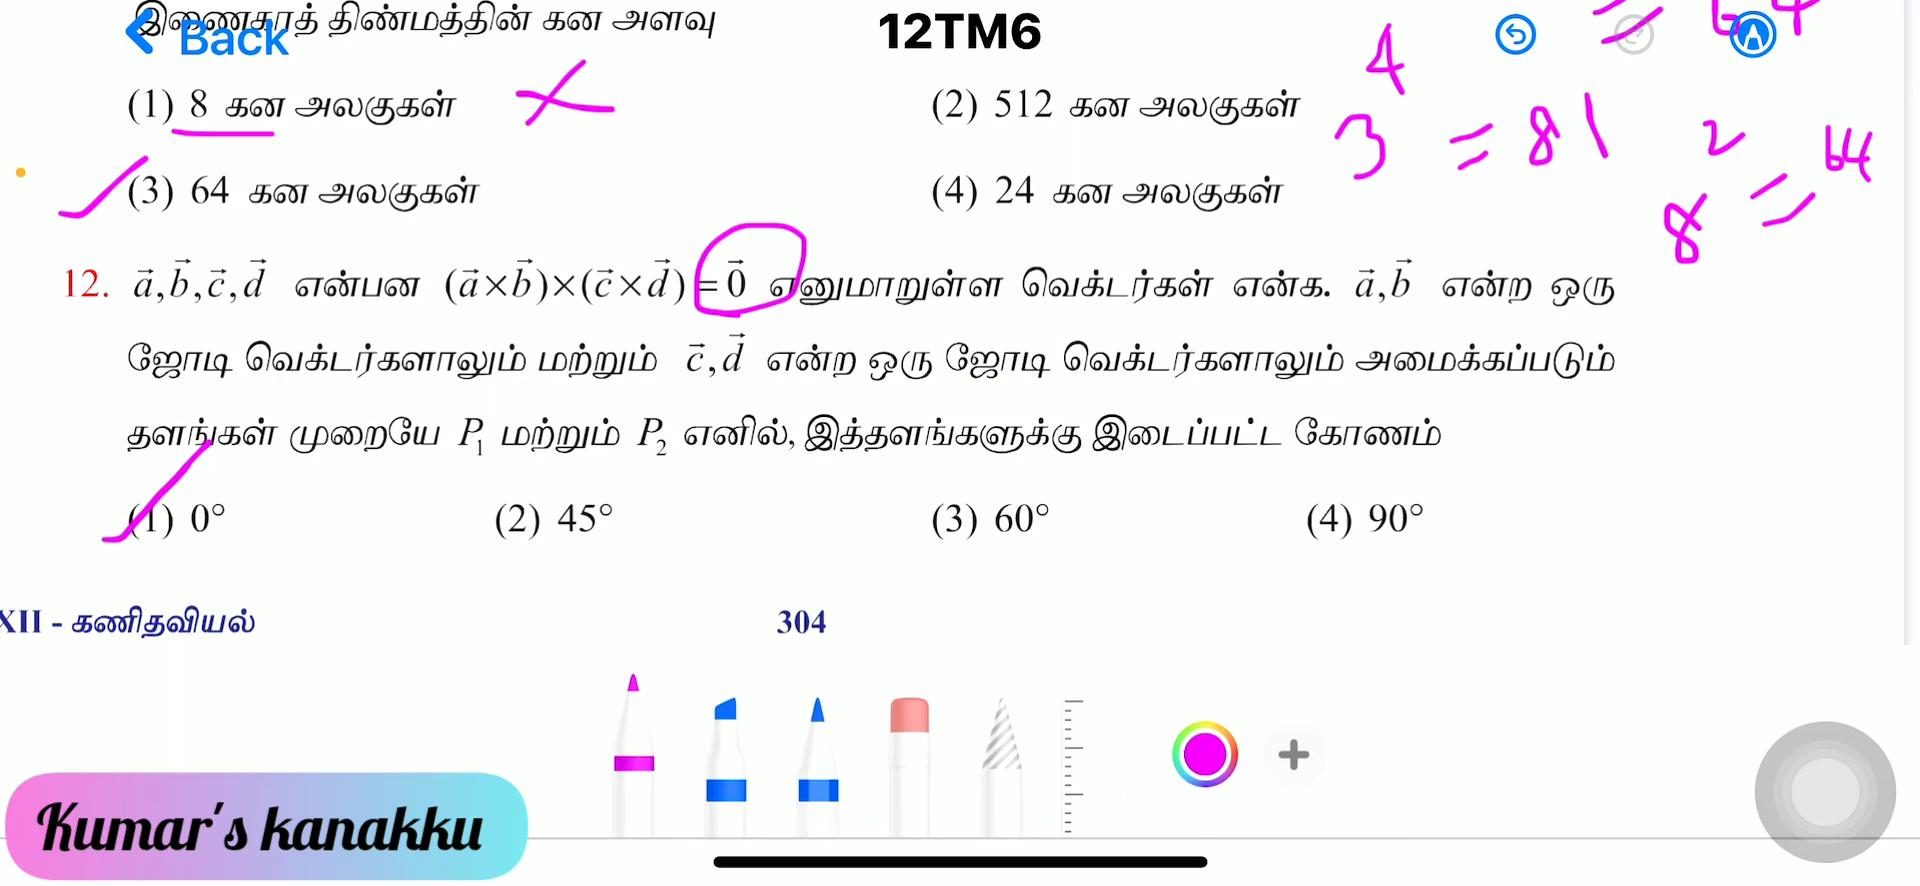 இணைகரத் திண்மத்தின் கன அளவு
Back
12TM6
(1) 8 கன அலகுகள்
(2) 512 கன அலகுகள்
4
3 = 81
2
8 = 64
(3) 64 கன அலகுகள்
(4) 24 கன அலகுகள்
12. a⃗, b⃗, c⃗, d⃗ என்பன (a⃗×b⃗)×(c⃗×d⃗) = 0⃗ எனுமாறுள்ள வெக்டர்கள் என்க. a⃗, b⃗ என்ற ஒரு
ஜோடி வெக்டர்களாலும் மற்றும் c⃗, d⃗ என்ற ஒரு ஜோடி வெக்டர்களாலும் அமைக்கப்படும்
தளங்கள் முறையே P₁ மற்றும் P₂ எனில், இத்தளங்களுக்கு இடைப்பட்ட கோணம்
(1) 0° (2) 45° (3) 60° (4) 90°
XII - கணிதவியல் 304
Kumar's kanakku